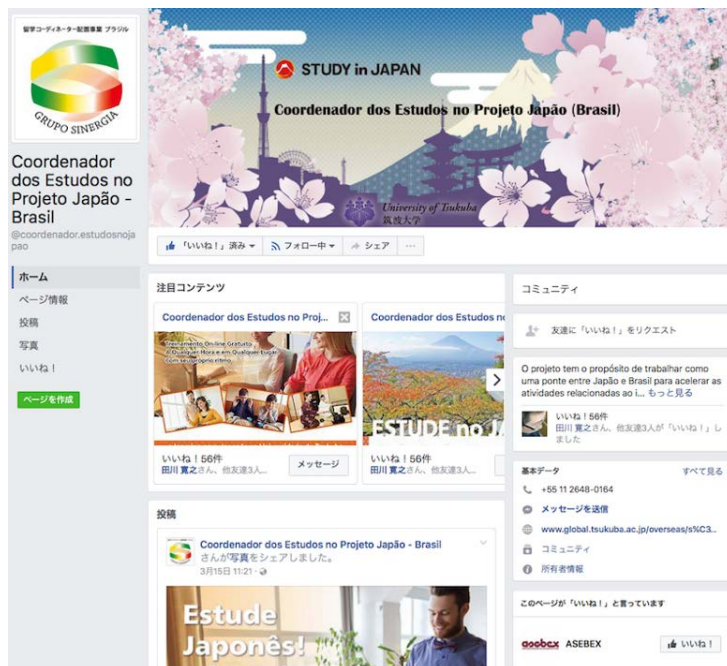 留学コーディネーター配置事業 ブラジル
GRUPO SINERGIA
STUDY in JAPAN
Coordenador dos Estudos no Projeto Japão (Brasil)
University of Tsukuba
筑波大学
Coordenador
dos Estudos no
Projeto Japão -
Brasil
@coordenador.estudosnoja
pao
ホーム
ページ情報
投稿
写真
いいね！
ページを作成
「いいね！」済み
フォロー中
シェア
...
注目コンテンツ
Coordenador dos Estudos no Proj...
Treinamento On-line Gratuito
A Qualquer Hora e em Qualquer Lugar
Com seu próprio ritmo
いいね！56件
田川 寛之さん、他友達3人...
メッセージ
Coordenador dos Estudos no
ESTUDE no JA
いいね！56件
田川 寛之さん、他友達3人...
投稿
Coordenador dos Estudos no Projeto Japão - Brasil
さんが写真をシェアしました。
3月15日 11:21
Estude
Japonês!
コミュニティ
友達に「いいね！」をリクエスト
O projeto tem o propósito de trabalhar como
uma ponte entre Japão e Brasil para acelerar as
atividades relacionadas ao i... もっと見る
いいね！56件
田川 寛之さん、他友達3人が「いいね！」し
ました
基本データ
すべて見る
+55 11 2648-0164
メッセージを送信
www.global.tsukuba.ac.jp/overseas/s%C3...
コミュニティ
所有者情報
このページが「いいね！」と言っています
asebex ASEBEX
いいね！